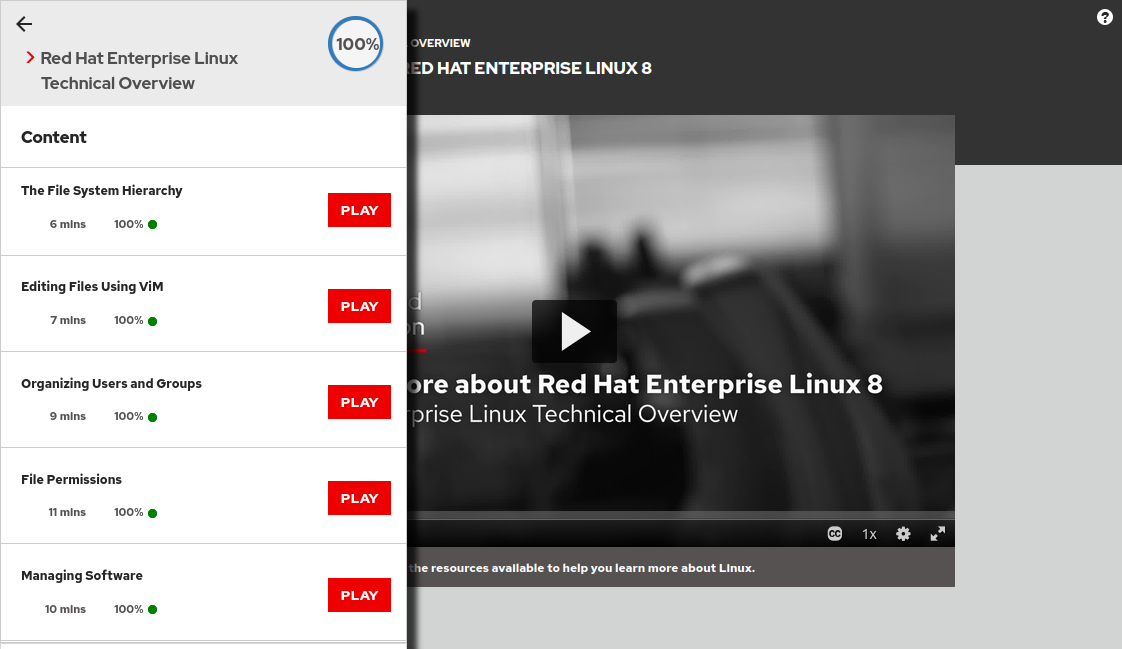 Red Hat Enterprise Linux
Technical Overview
100%
Content
The File System Hierarchy
6 mins 100%
PLAY
Editing Files Using ViM
7 mins 100%
PLAY
Organizing Users and Groups
9 mins 100%
PLAY
File Permissions
11 mins 100%
PLAY
Managing Software
10 mins 100%
PLAY
OVERVIEW
ED HAT ENTERPRISE LINUX 8
d
on
ore about Red Hat Enterprise Linux 8
rprise Linux Technical Overview
CC 1x
the resources available to help you learn more about Linux.
?